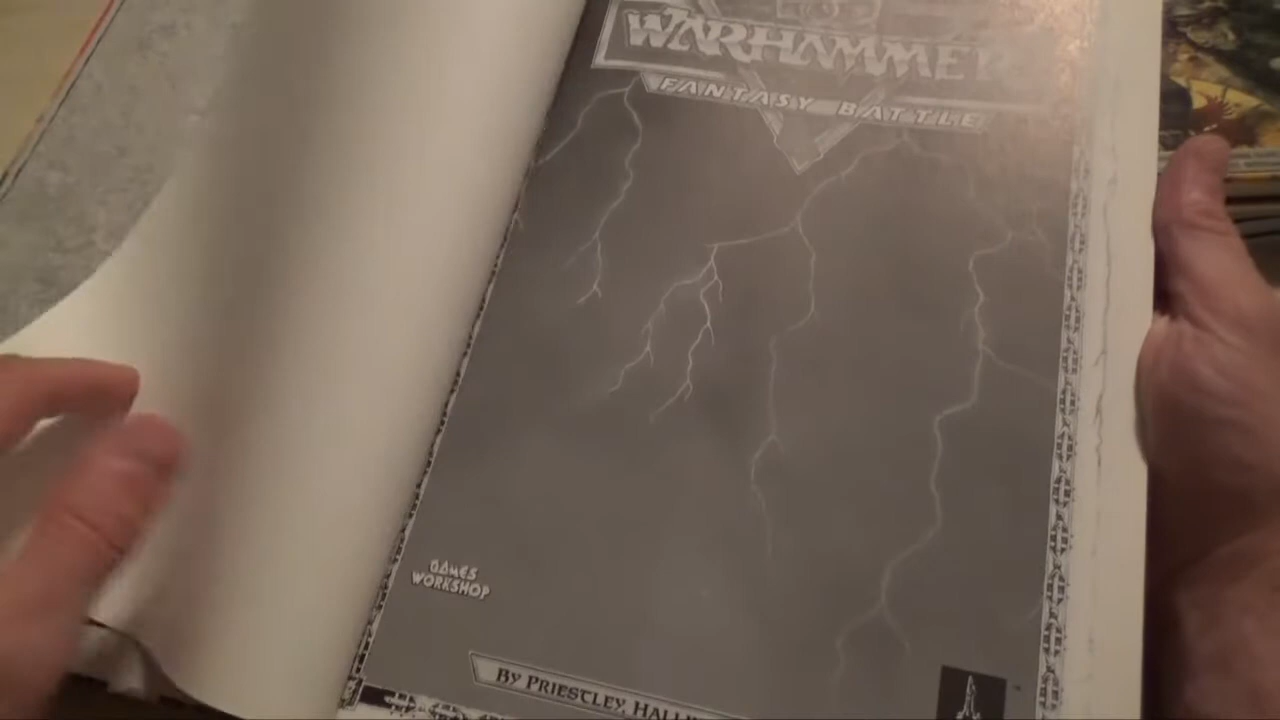 WARHAMMER
FANTASY BATTLE
GAMES
WORKSHOP
BY PRIESTLEY,